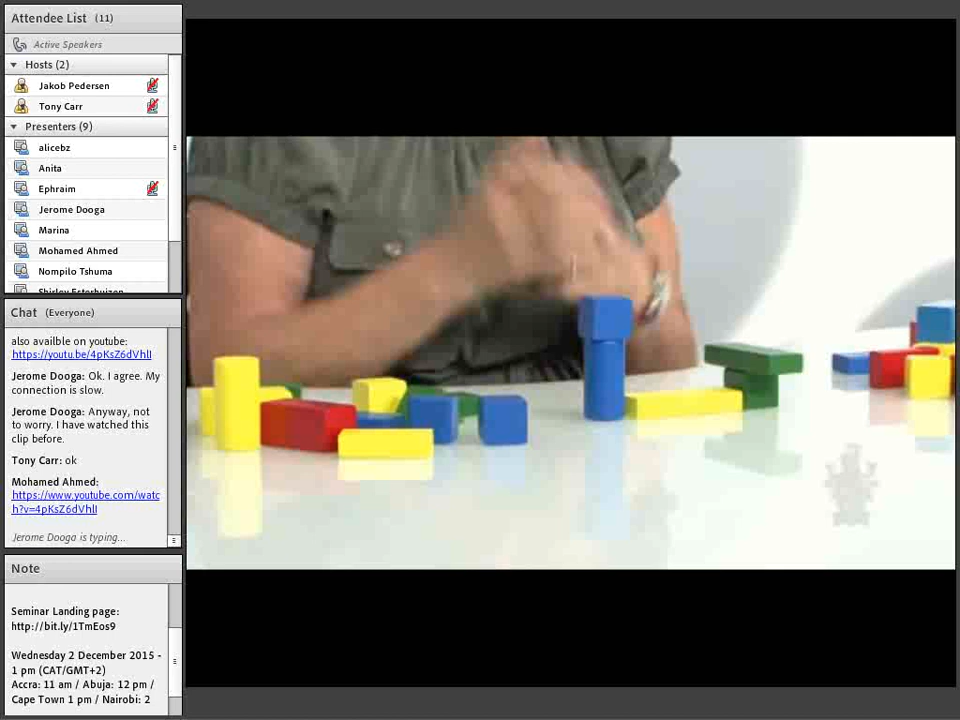 Attendee List (11)
Active Speakers
Hosts (2)
Jakob Pedersen
Tony Carr
Presenters (9)
alicebz
Anita
Ephraim
Jerome Dooga
Marina
Mohamed Ahmed
Nompilo Tshuma
Shirley Esterhuizen
Chat (Everyone)
also availble on youtube:
https://youtu.be/4pKsZ6dVhlI
Jerome Dooga: Ok. I agree. My
connection is slow.
Jerome Dooga: Anyway, not
to worry. I have watched this
clip before.
Tony Carr: ok
Mohamed Ahmed:
https://www.youtube.com/watc
h?v=4pKsZ6dVhlI
Jerome Dooga is typing...
Note
Seminar Landing page:
http://bit.ly/1TmEos9
Wednesday 2 December 2015 -
1 pm (CAT/GMT+2)
Accra: 11 am / Abuja: 12 pm /
Cape Town 1 pm / Nairobi: 2